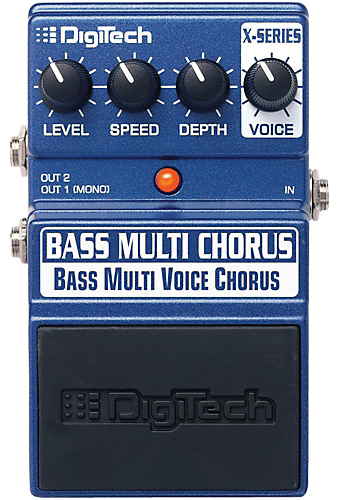 DigiTech
X-SERIES
LEVEL SPEED DEPTH VOICE
OUT 2
OUT 1 (MONO) IN
BASS MULTI CHORUS
BASS MULTI VOICE CHORUS
DigiTech